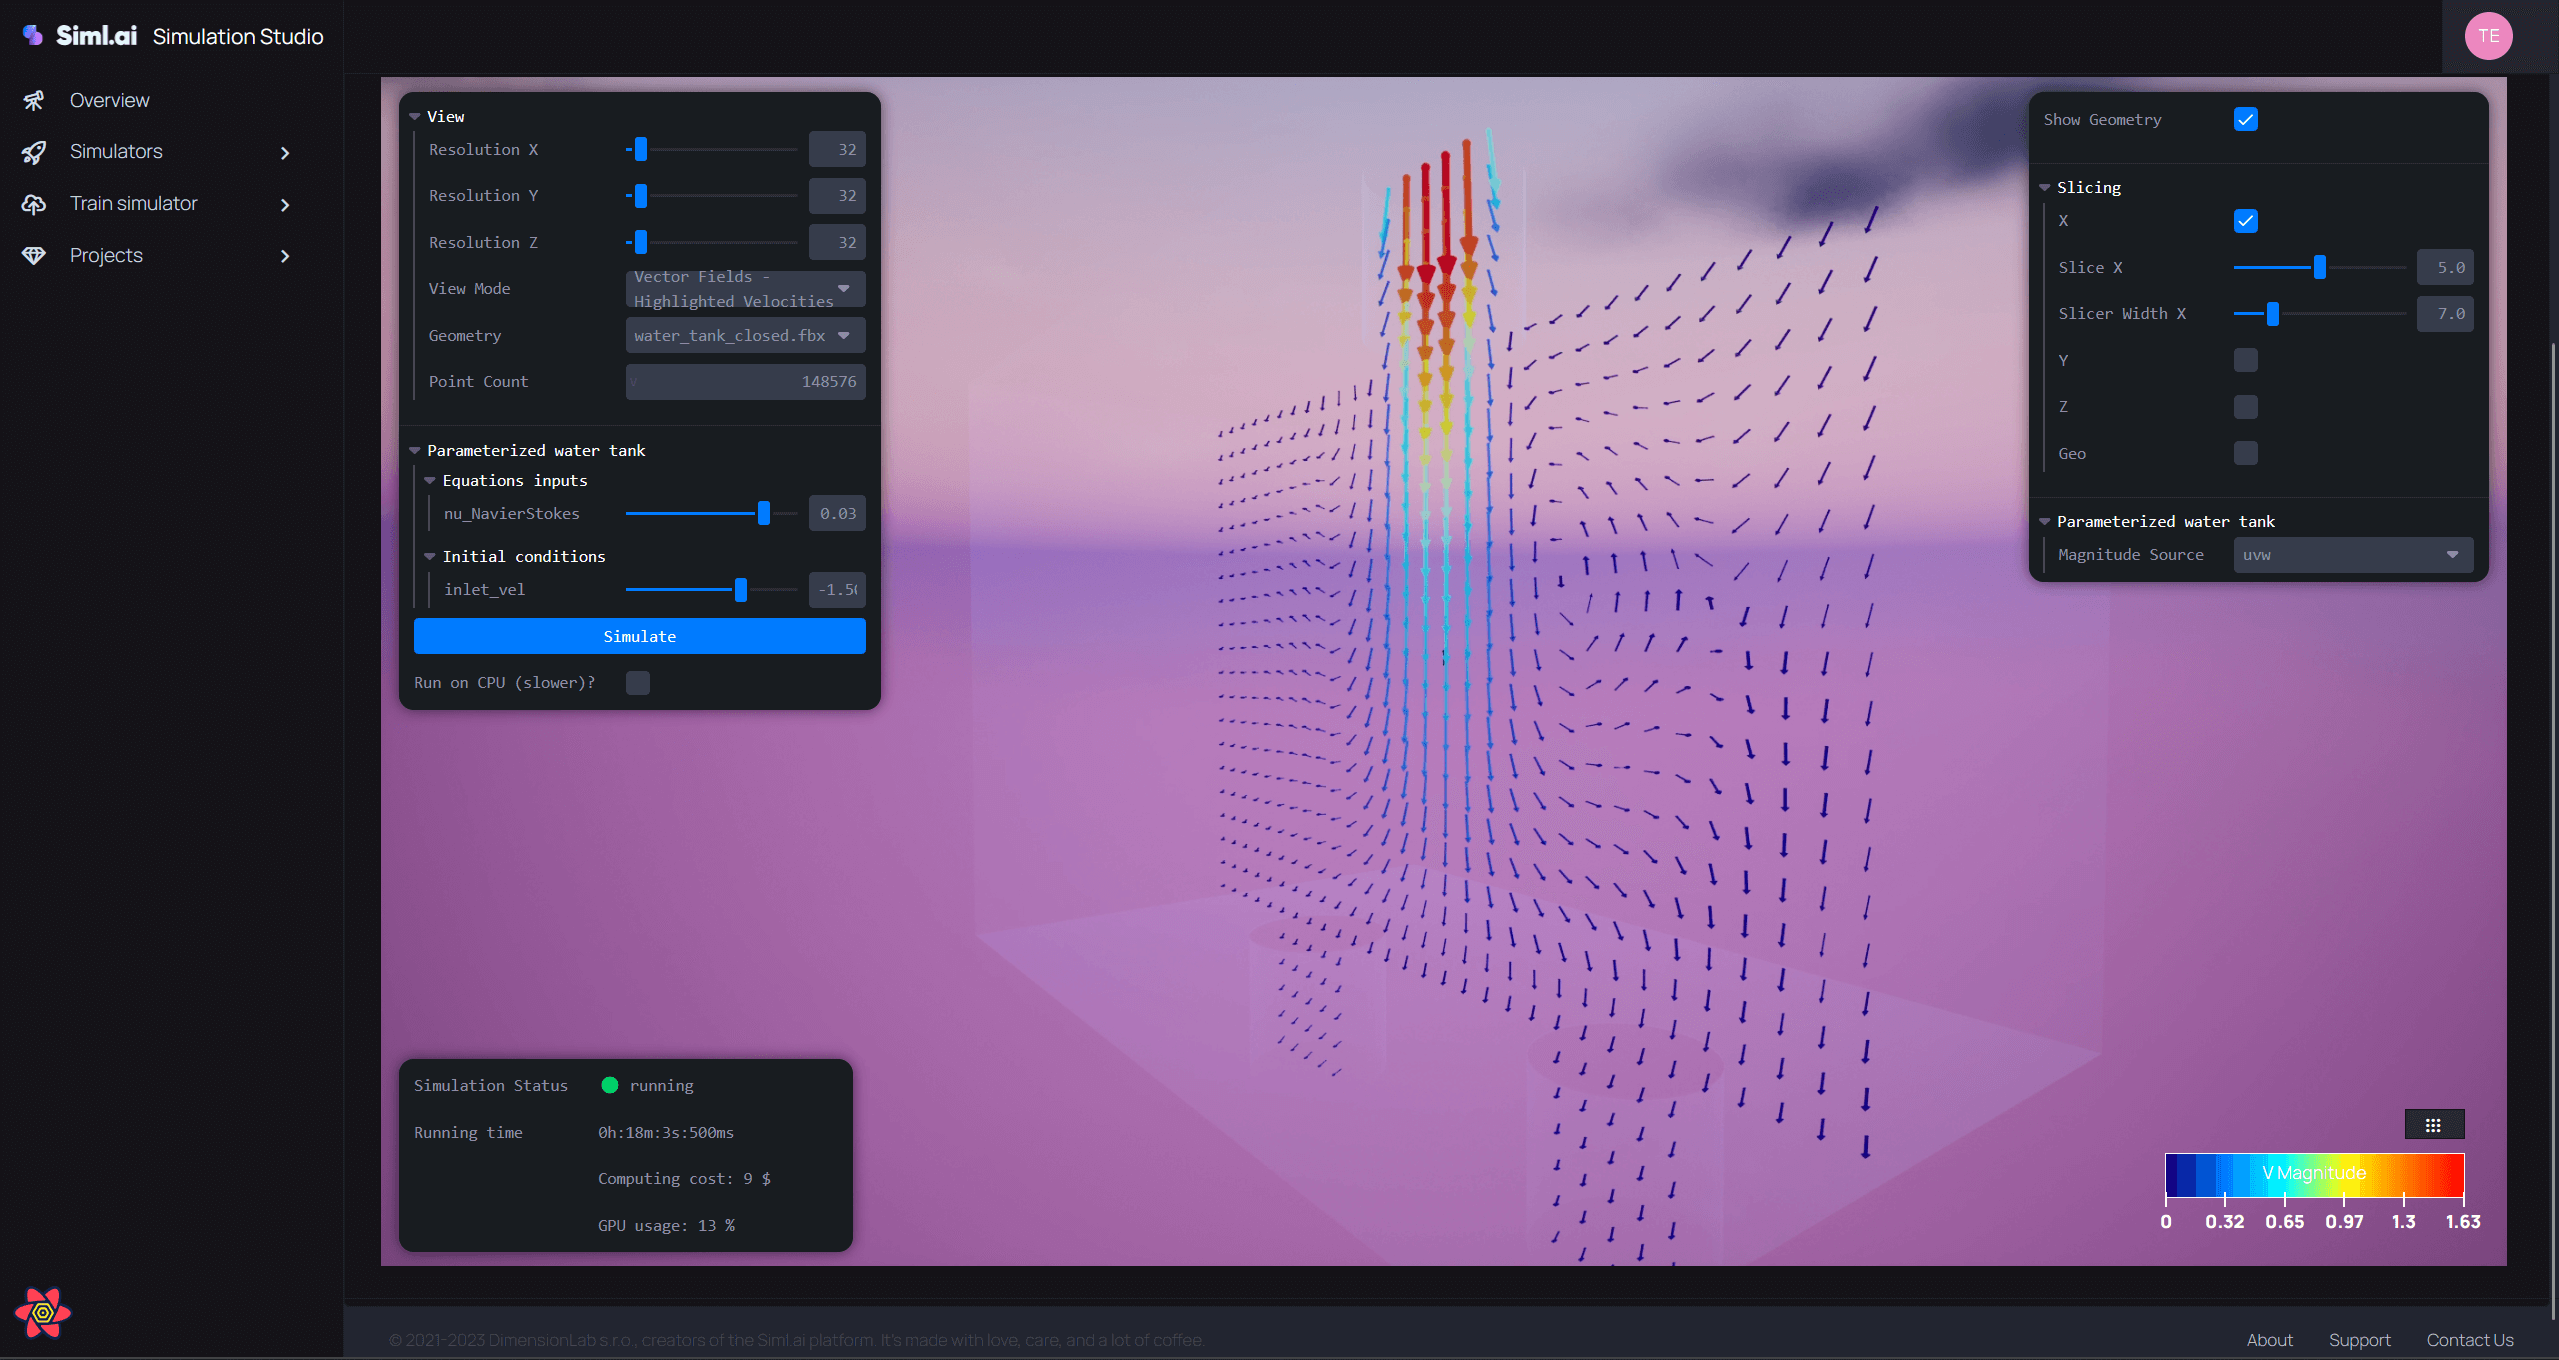 Siml.ai Simulation Studio
TE
Overview
Simulators
Train simulator
Projects
View
Resolution X 32
Resolution Y 32
Resolution Z 32
View Mode Vector Fields -
Highlighted Velocities
Geometry water_tank_closed.fbx
Point Count 148576
Parameterized water tank
Equations inputs
nu_NavierStokes 0.03
Initial conditions
inlet_vel -1.50
Simulate
Run on CPU (slower)?
Show Geometry
Slicing
X
Slice X 5.0
Slicer Width X 7.0
Y
Z
Geo
Parameterized water tank
Magnitude Source uvw
Simulation Status running
Running time 0h:18m:3s:500ms
Computing cost: 9 $
GPU usage: 13 %
V Magnitude
0 0.32 0.65 0.97 1.3 1.63
© 2021-2023 DimensionLab s.r.o., creators of the Siml.ai platform. It's made with love, care, and a lot of coffee.
About Support Contact Us